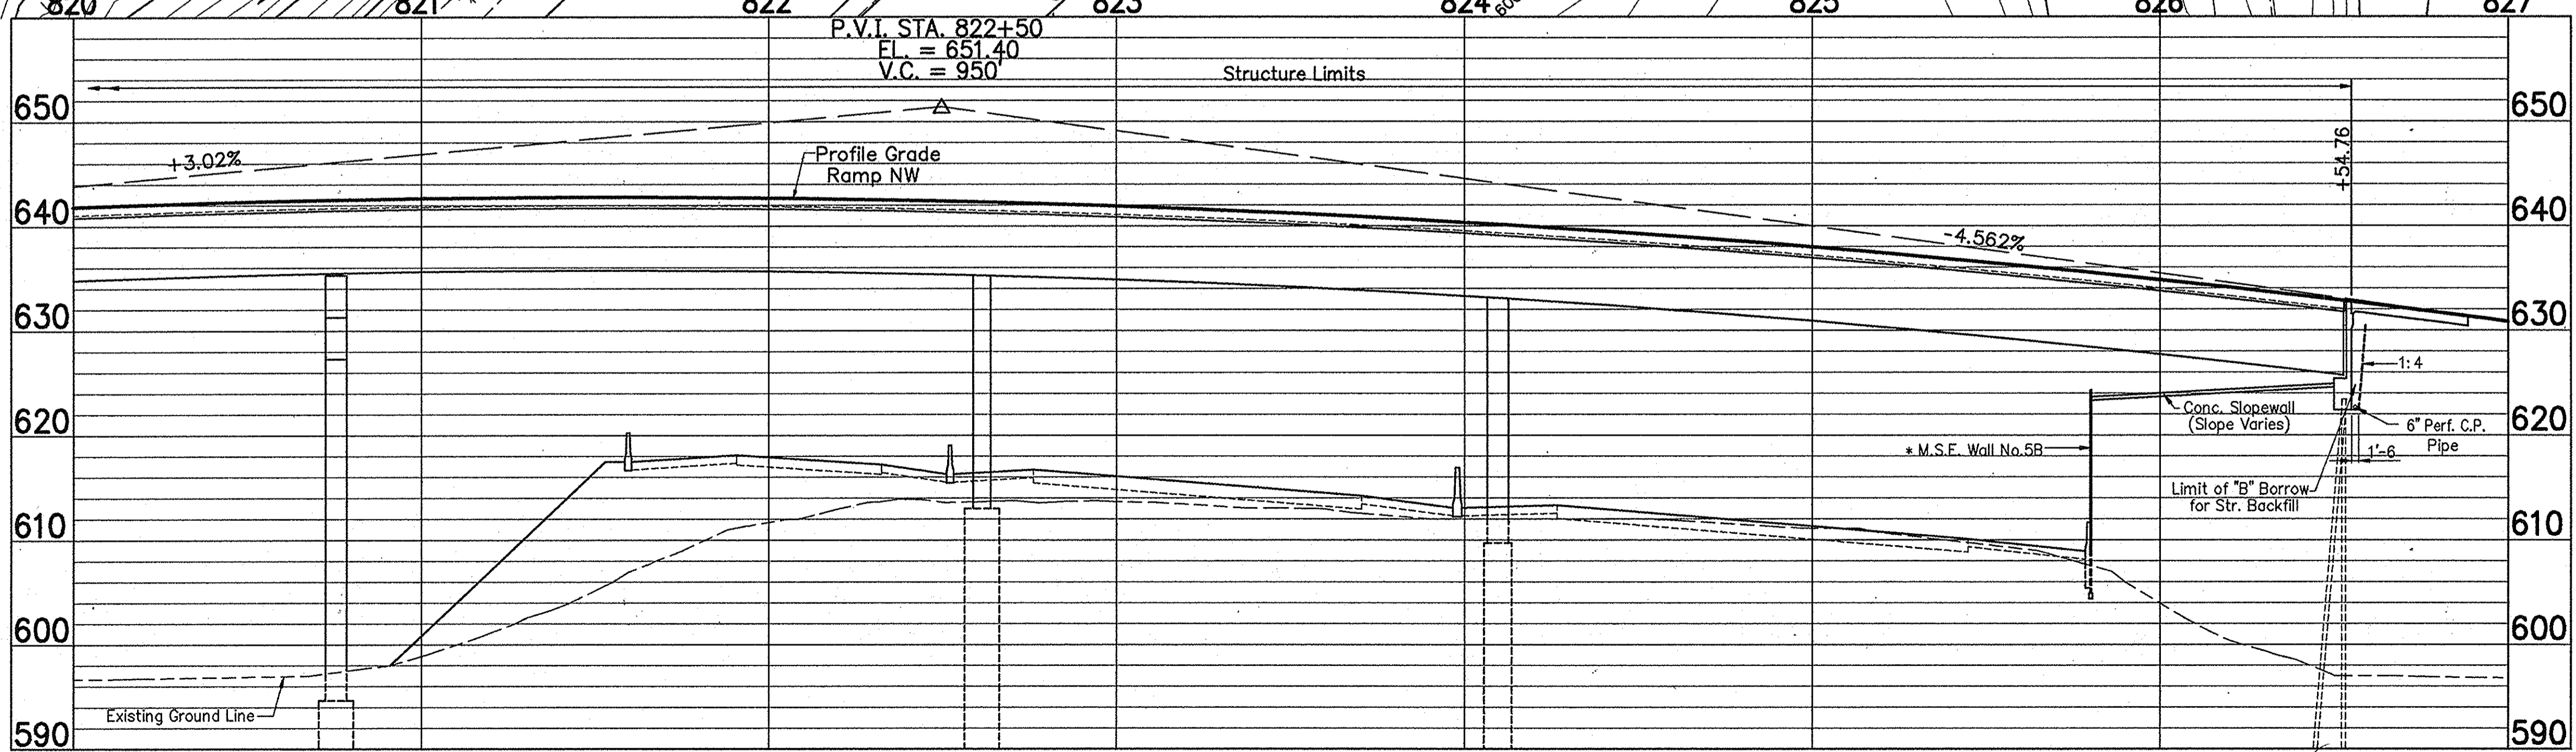 820 821 822 823 824 825 826 827
600
P.V.I. STA. 822+50
EL. = 651.40
V.C. = 950'
Structure Limits
650 650
+54.76
+3.02%
Profile Grade
Ramp NW
640 640
-4.562%
630 630
1:4
620 620
Conc. Slopewall
(Slope Varies)
6" Perf. C.P.
Pipe
* M.S.E. Wall No.5B
1'-6
Limit of "B" Borrow
for Str. Backfill
610 610
600 600
Existing Ground Line
590 590